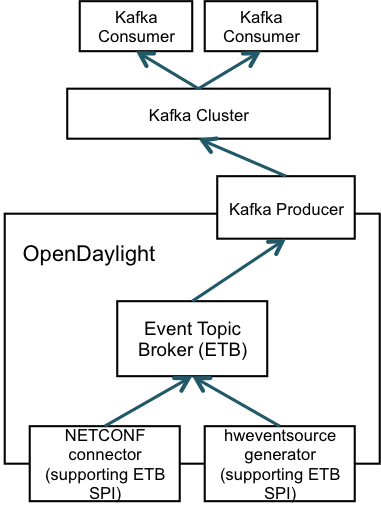 Kafka
Consumer
Kafka
Consumer
Kafka Cluster
Kafka Producer
OpenDaylight
Event Topic
Broker (ETB)
NETCONF
connector
(supporting ETB
SPI)
hweventsource
generator
(supporting ETB
SPI)